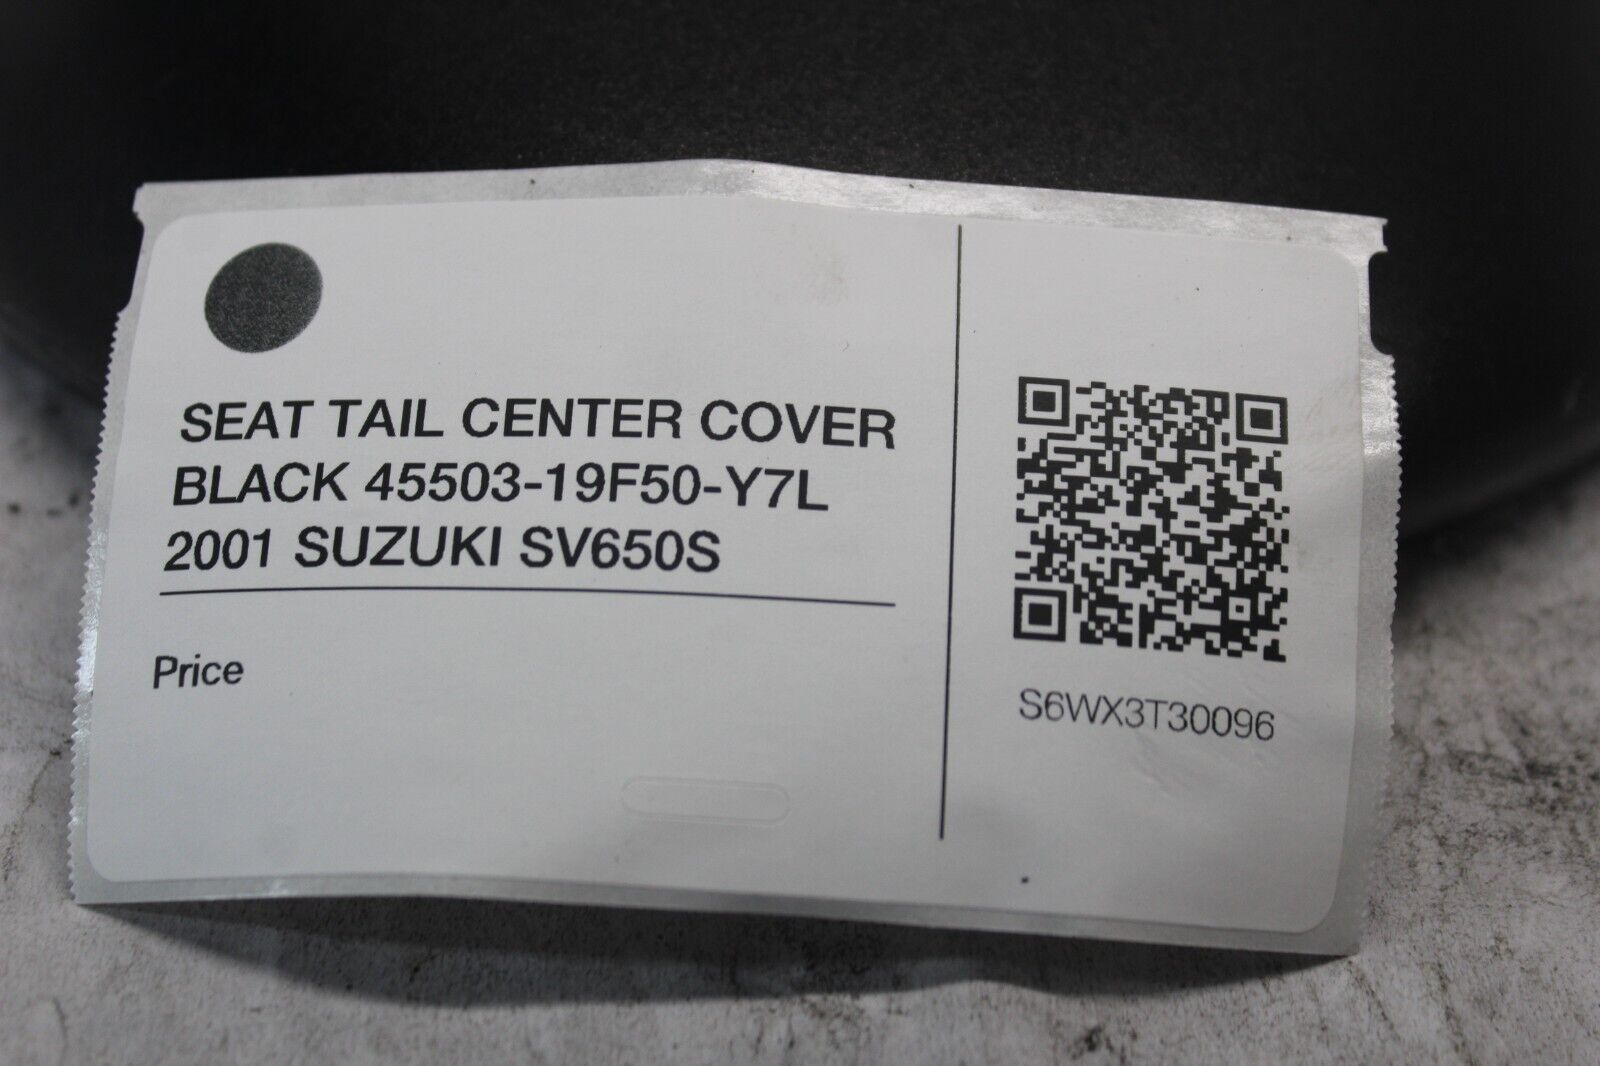 SEAT TAIL CENTER COVER
BLACK 45503-19F50-Y7L
2001 SUZUKI SV650S
Price
S6WX3T30096